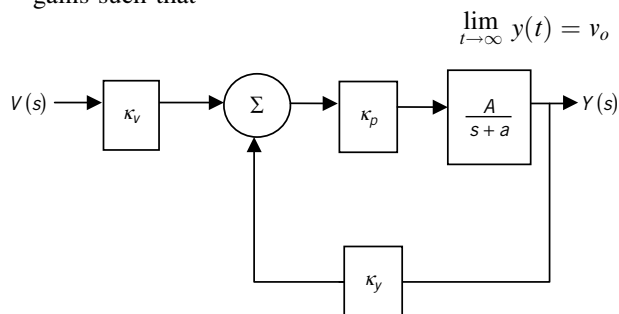 gains such that
lim y(t) = v_o
t→∞
V(s)
κ_v
Σ
κ_p
A
s + a
Y(s)
κ_y